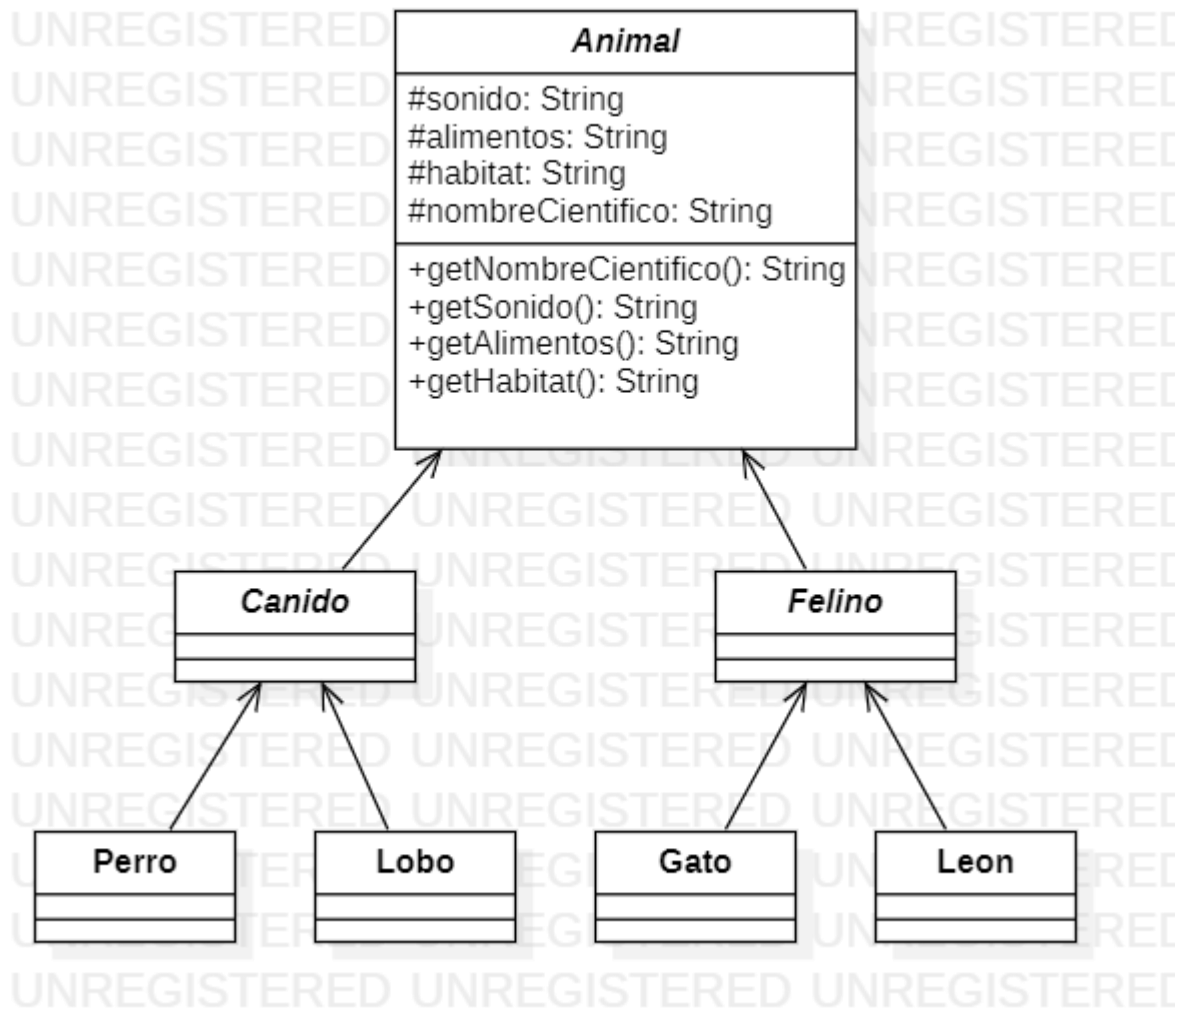 Animal
#sonido: String
#alimentos: String
#habitat: String
#nombreCientifico: String
+getNombreCientifico(): String
+getSonido(): String
+getAlimentos(): String
+getHabitat(): String
Canido
Felino
Perro
Lobo
Gato
Leon
UNREGISTERED